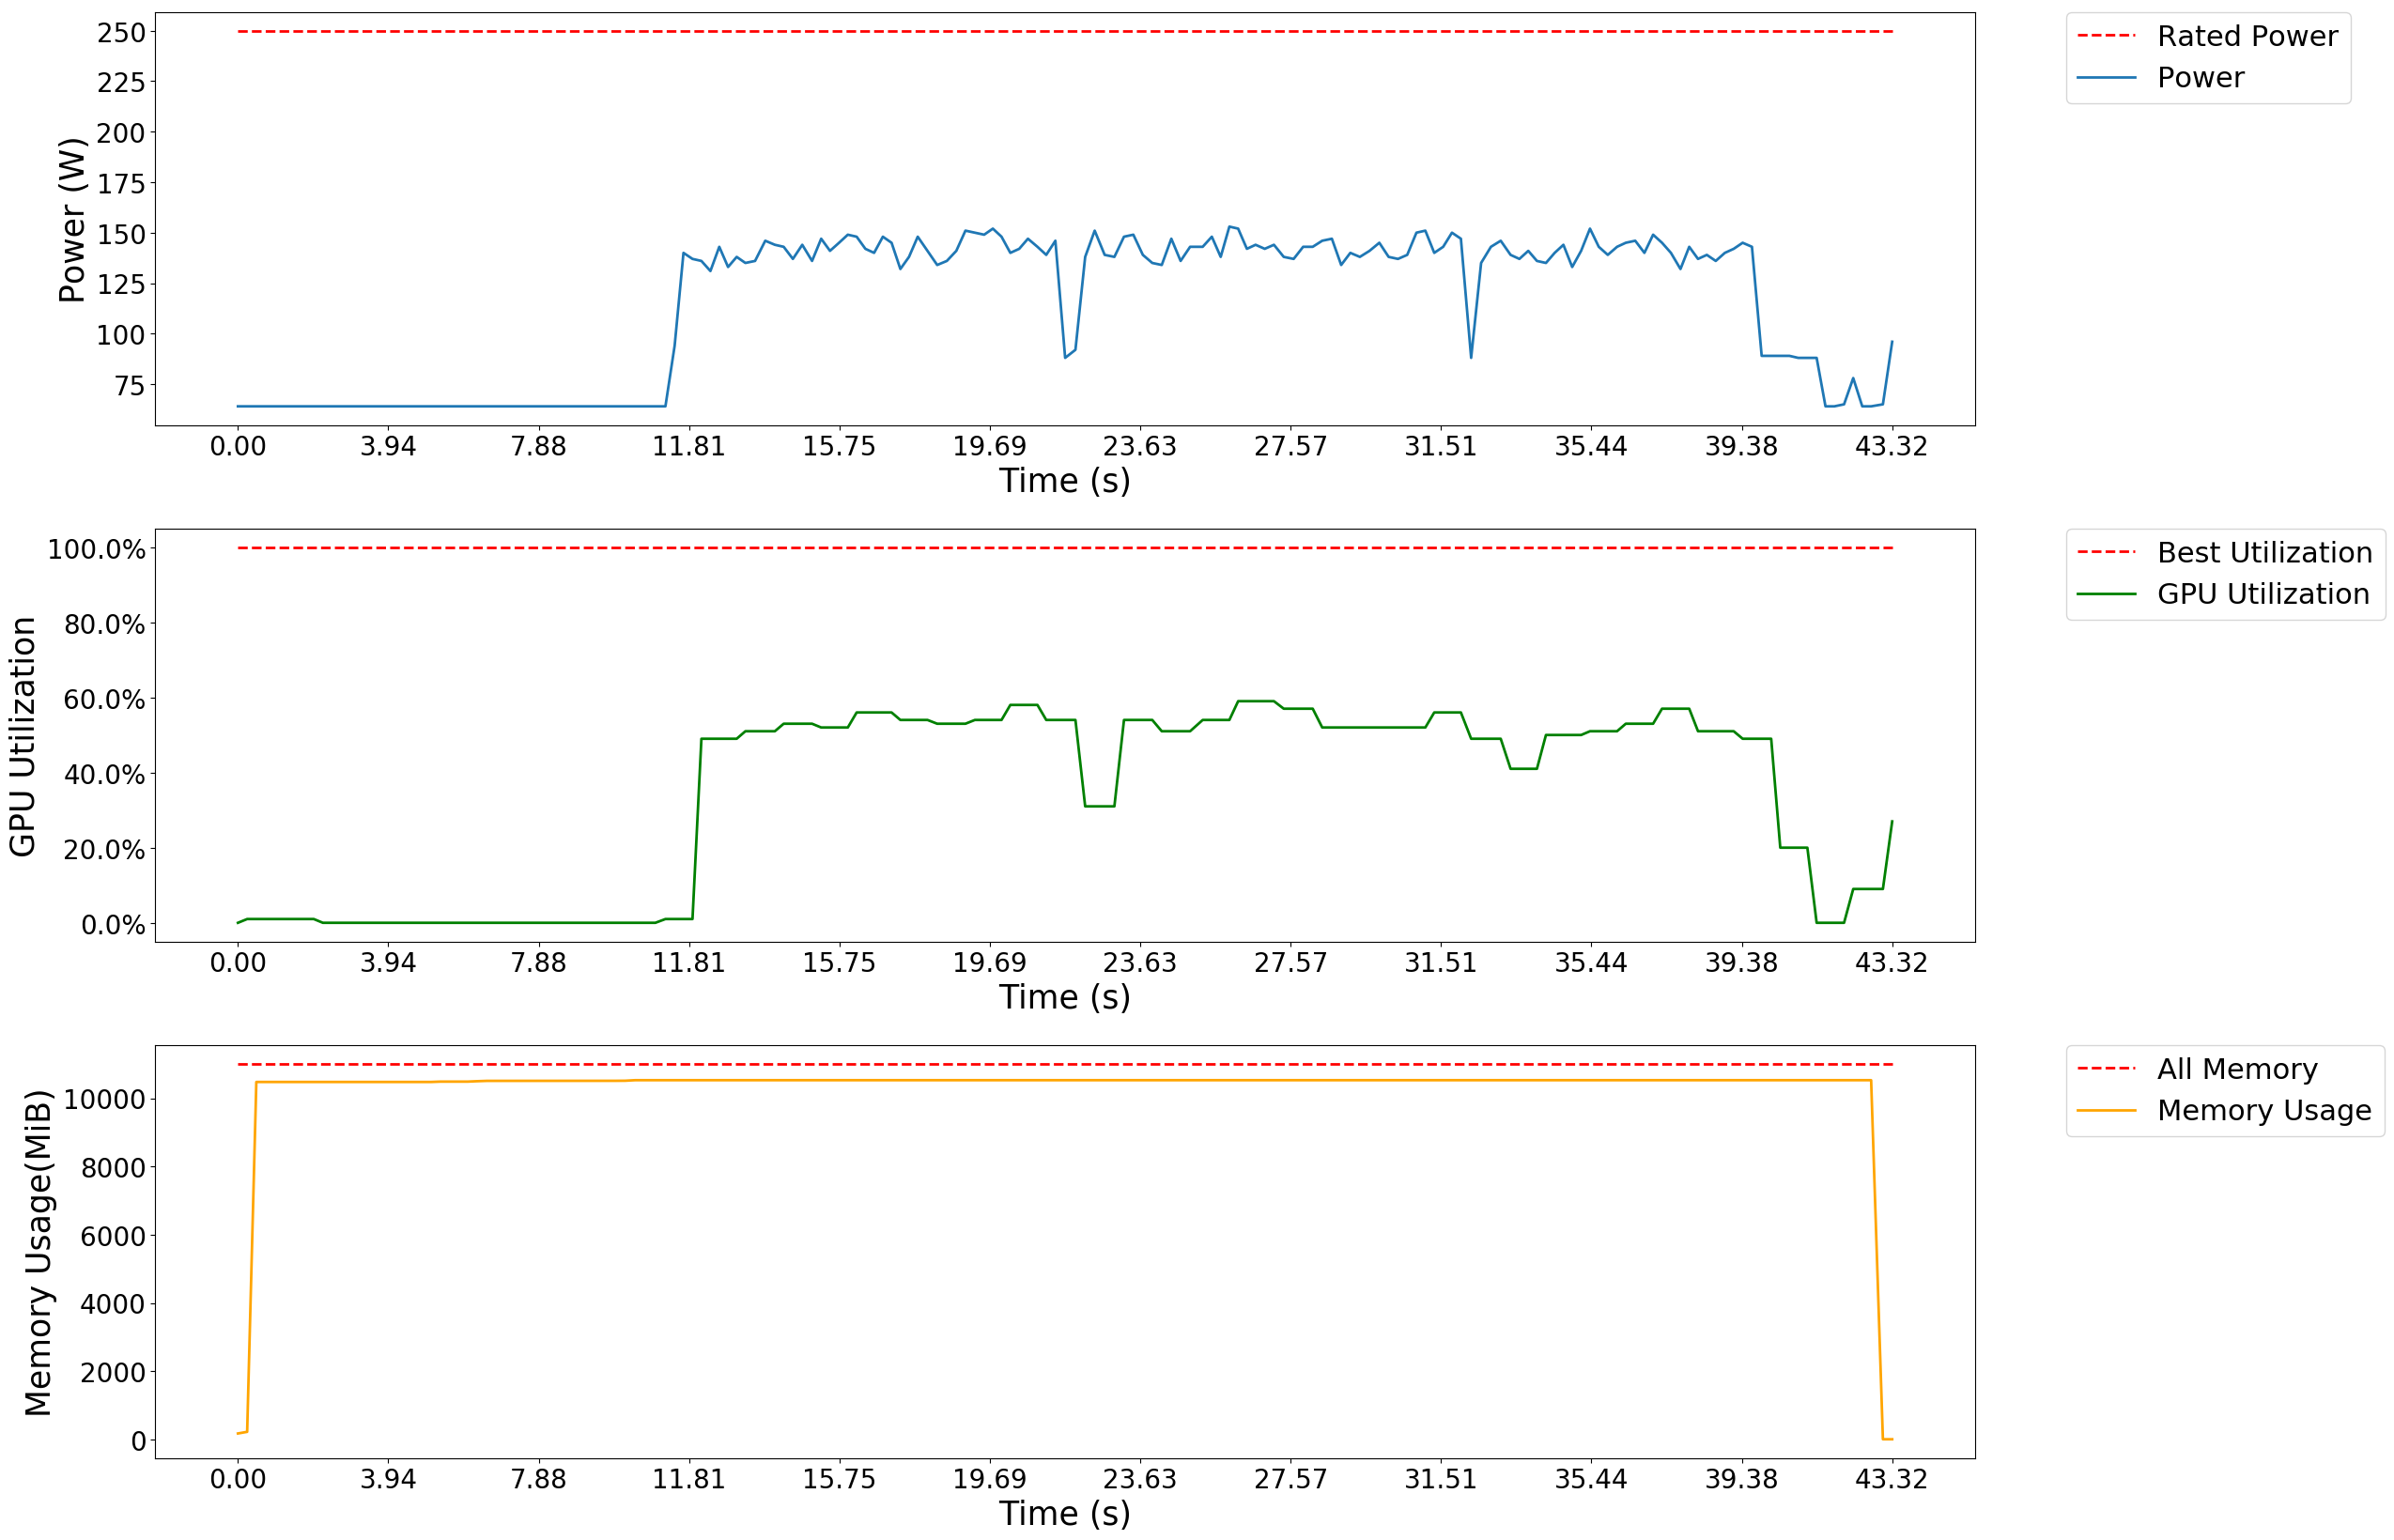 250
225
200
175
150
125
100
75
Power (W)
0.00 3.94 7.88 11.81 15.75 19.69 23.63 27.57 31.51 35.44 39.38 43.32
Time (s)
Rated Power
Power
100.0%
80.0%
60.0%
40.0%
20.0%
0.0%
GPU Utilization
0.00 3.94 7.88 11.81 15.75 19.69 23.63 27.57 31.51 35.44 39.38 43.32
Time (s)
Best Utilization
GPU Utilization
10000
8000
6000
4000
2000
0
Memory Usage(MiB)
0.00 3.94 7.88 11.81 15.75 19.69 23.63 27.57 31.51 35.44 39.38 43.32
Time (s)
All Memory
Memory Usage